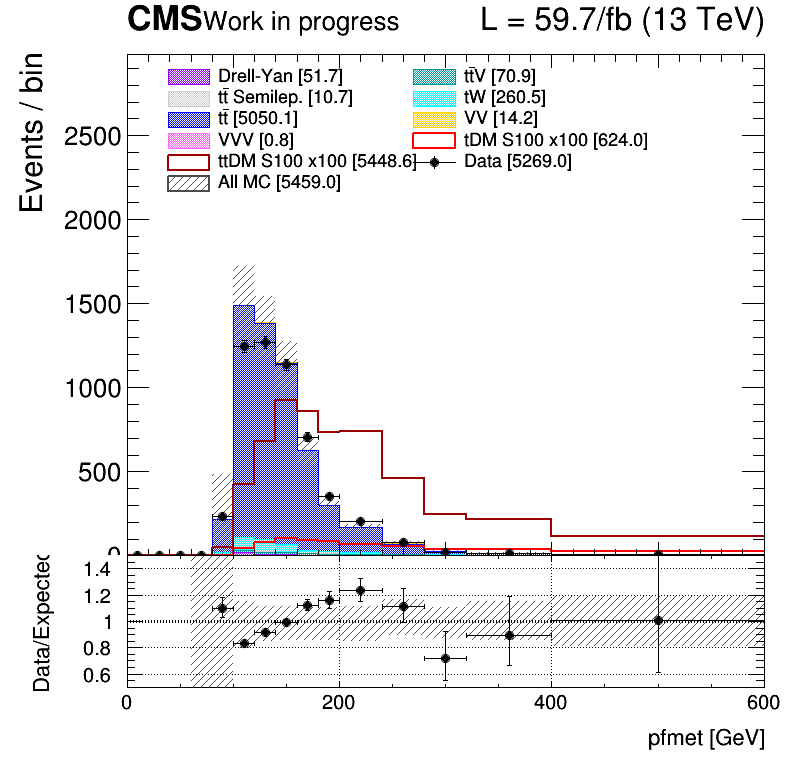 CMS Work in progress L = 59.7/fb (13 TeV)
Events / bin
Drell-Yan [51.7] tt̄V [70.9]
tt̄ Semilep. [10.7] tW [260.5]
tt̄ [5050.1] VV [14.2]
VVV [0.8] tDM S100 x100 [624.0]
ttDM S100 x100 [5448.6] Data [5269.0]
All MC [5459.0]
2500
2000
1500
1000
500
0
Data/Expected
1.4
1.2
1
0.8
0.6
0 200 400 600
pfmet [GeV]